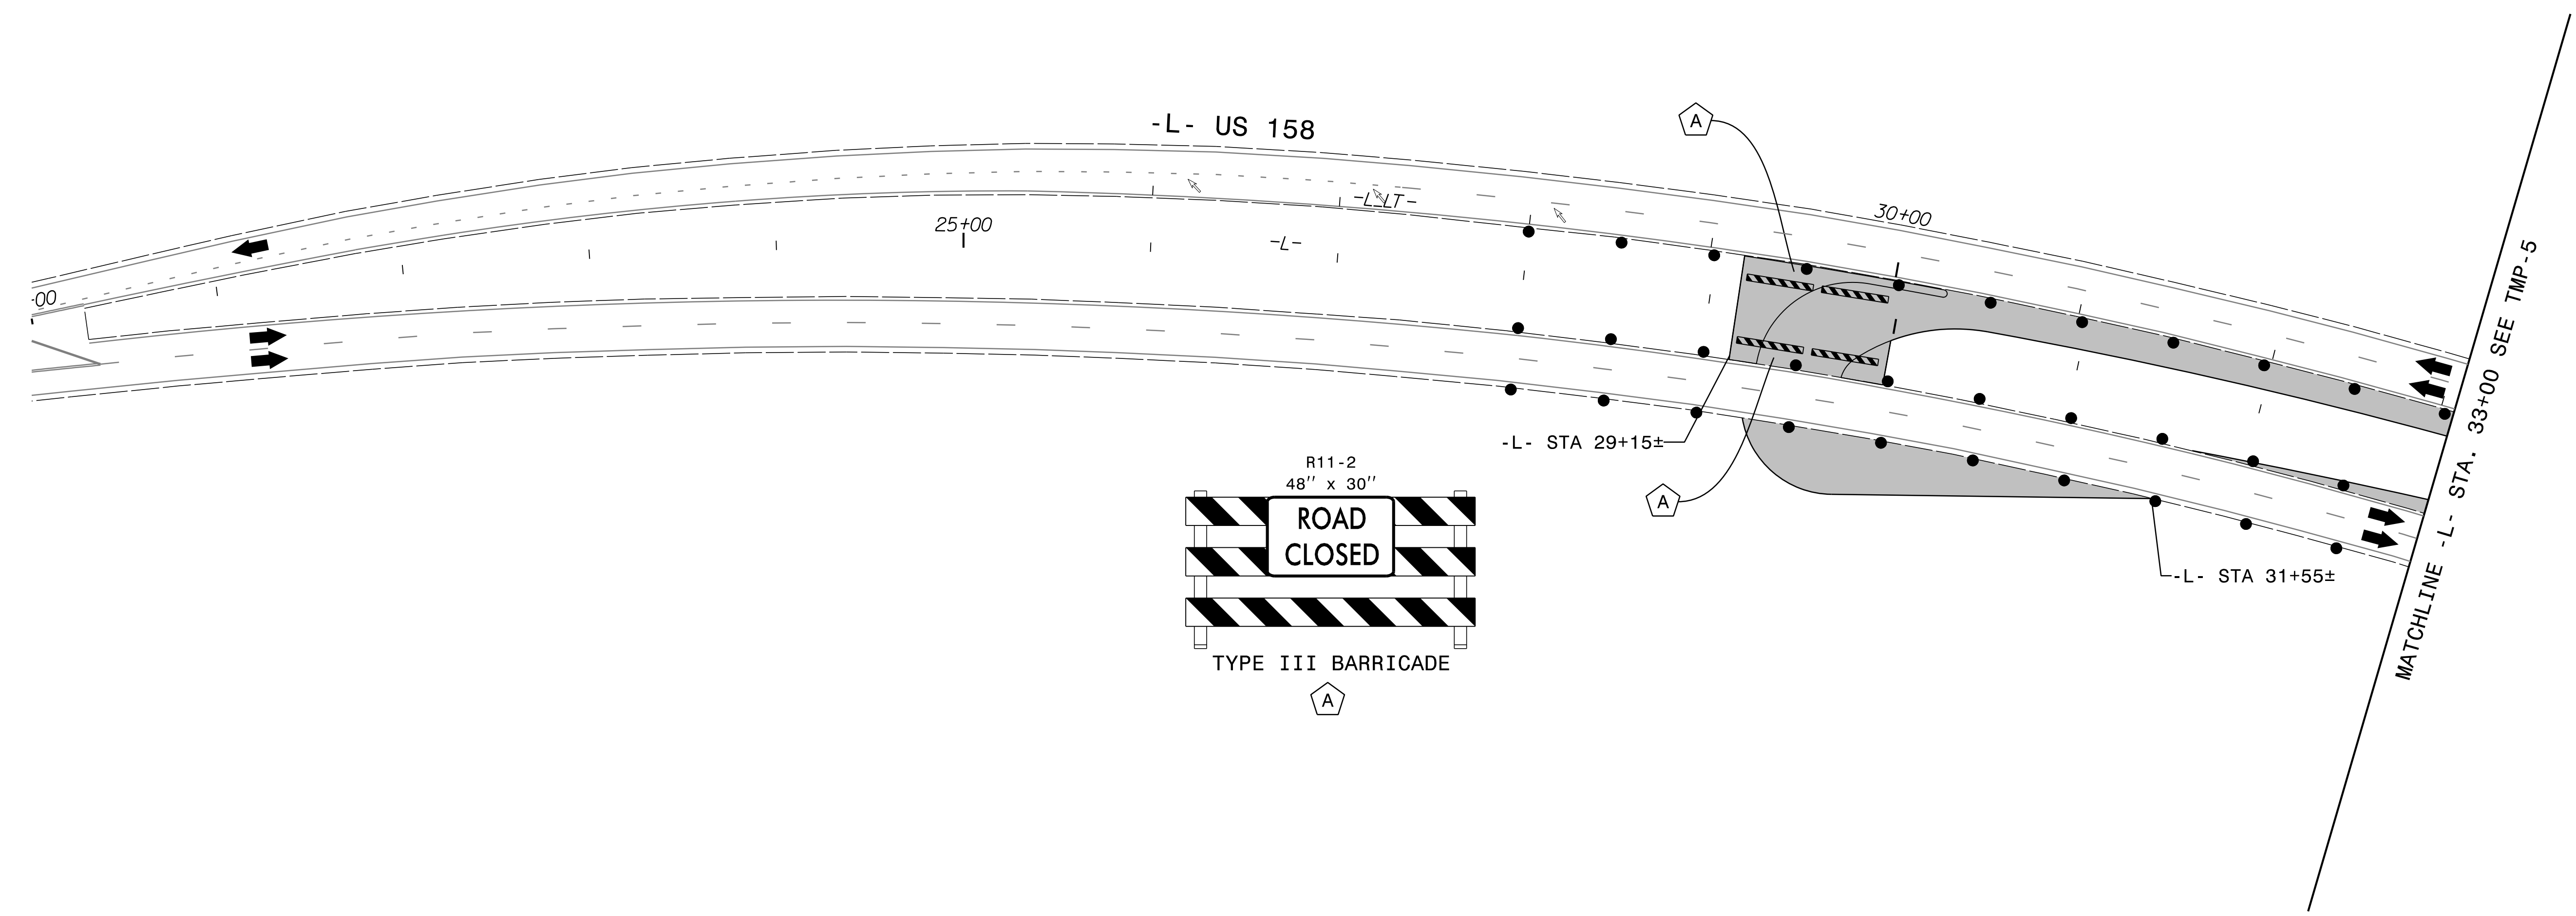 -L- US 158
A
-L_LT-
30+00
25+00
-L-
-00
-L- STA 29+15±
A
R11-2
48" x 30"
ROAD
CLOSED
TYPE III BARRICADE
A
-L- STA 31+55±
MATCHLINE -L- STA. 33+00 SEE TMP-5